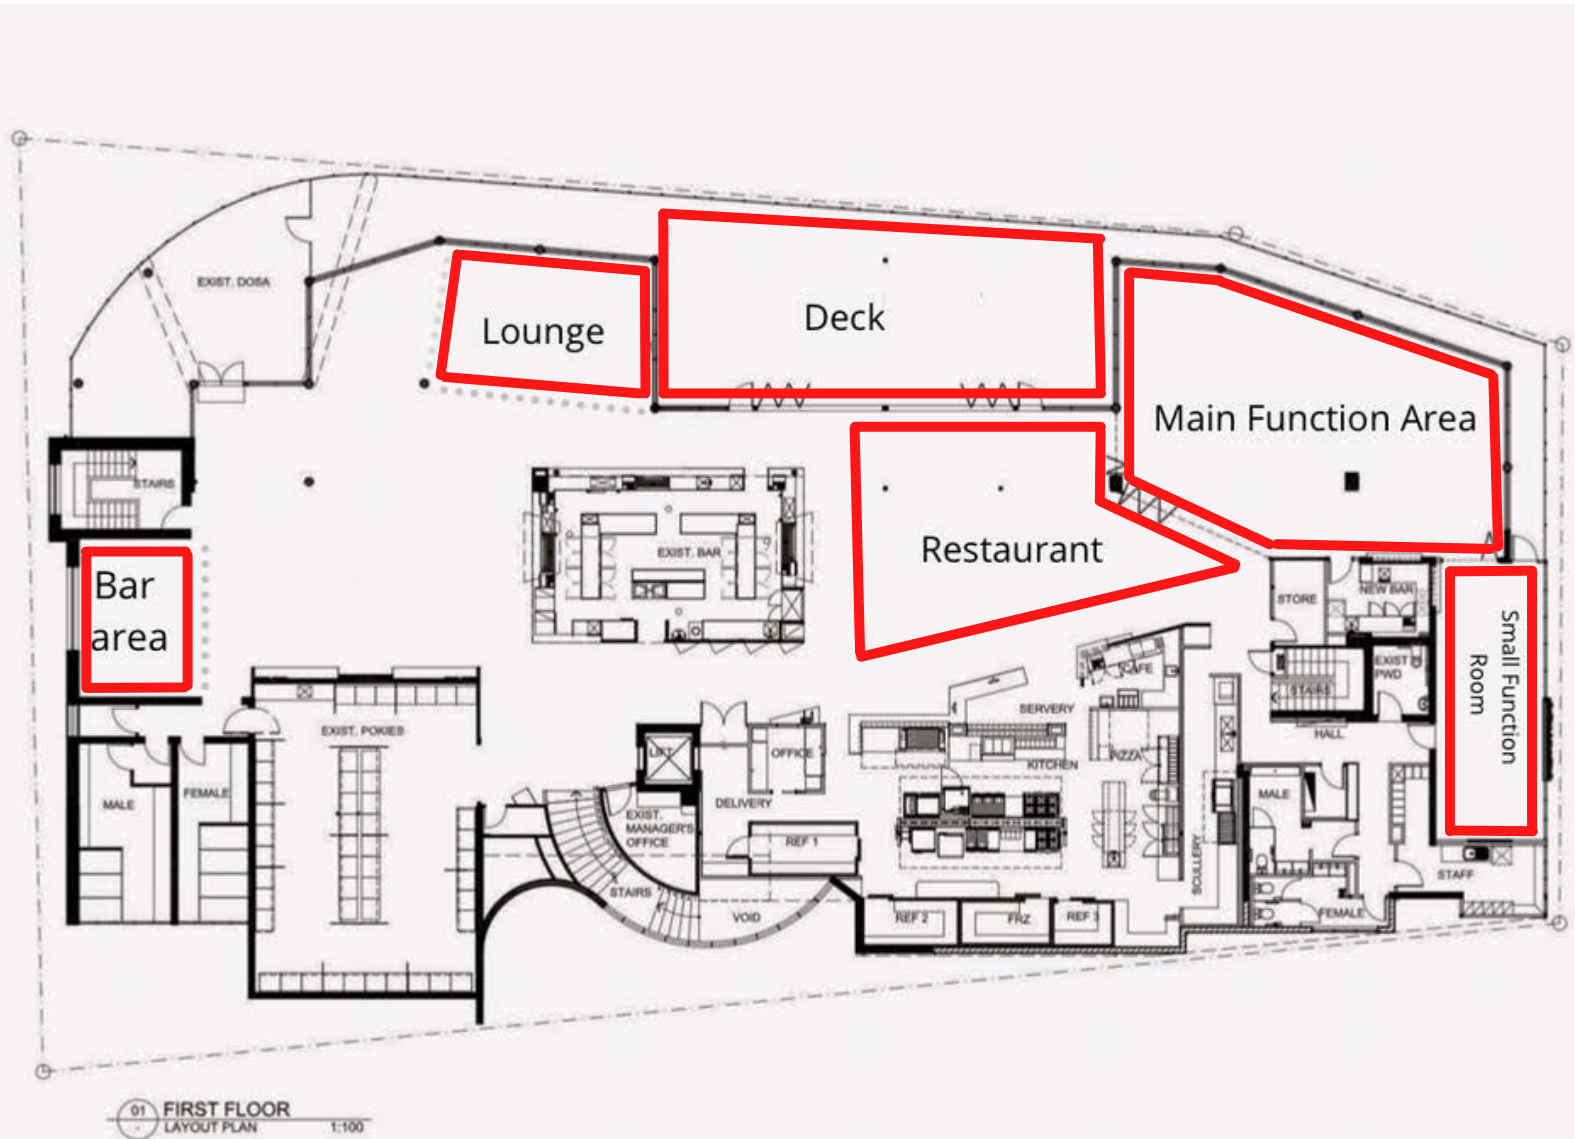 EXIST. DOSA
Lounge
Deck
Main Function Area
STAIRS
Bar
area
EXIST. BAR
Restaurant
STORE
NEW BAR
EXIST
PWD
STAIRS
Small Function
Room
CAFE
SERVERY
HALL
EXIST. POKIES
LIFT
OFFICE
KITCHEN
PIZZA
MALE
FEMALE
DELIVERY
EXIST.
MANAGER'S
OFFICE
REF 1
MALE
SCULLERY
STAFF
STAIRS
VOID
REF 2
FRZ
REF 3
FEMALE
01
FIRST FLOOR
LAYOUT PLAN 1:100